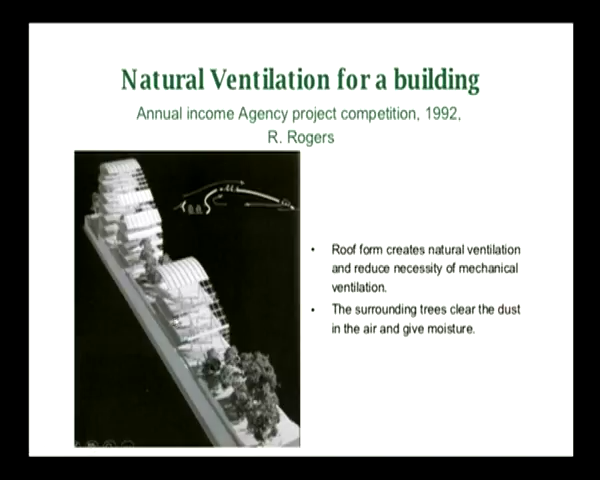 Natural Ventilation for a building
Annual income Agency project competition, 1992,
R. Rogers
• Roof form creates natural ventilation
and reduce necessity of mechanical
ventilation.
• The surrounding trees clear the dust
in the air and give moisture.